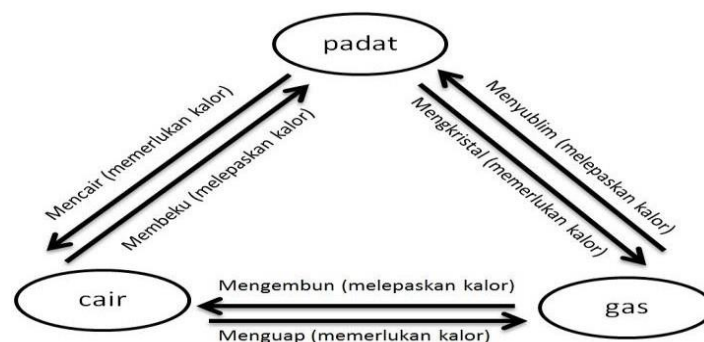 padat
Mencair (memerlukan kalor)
Membeku (melepaskan kalor)
Menyublim (melepaskan kalor)
Mengkristal (memerlukan kalor)
cair
Mengembun (melepaskan kalor)
Menguap (memerlukan kalor)
gas